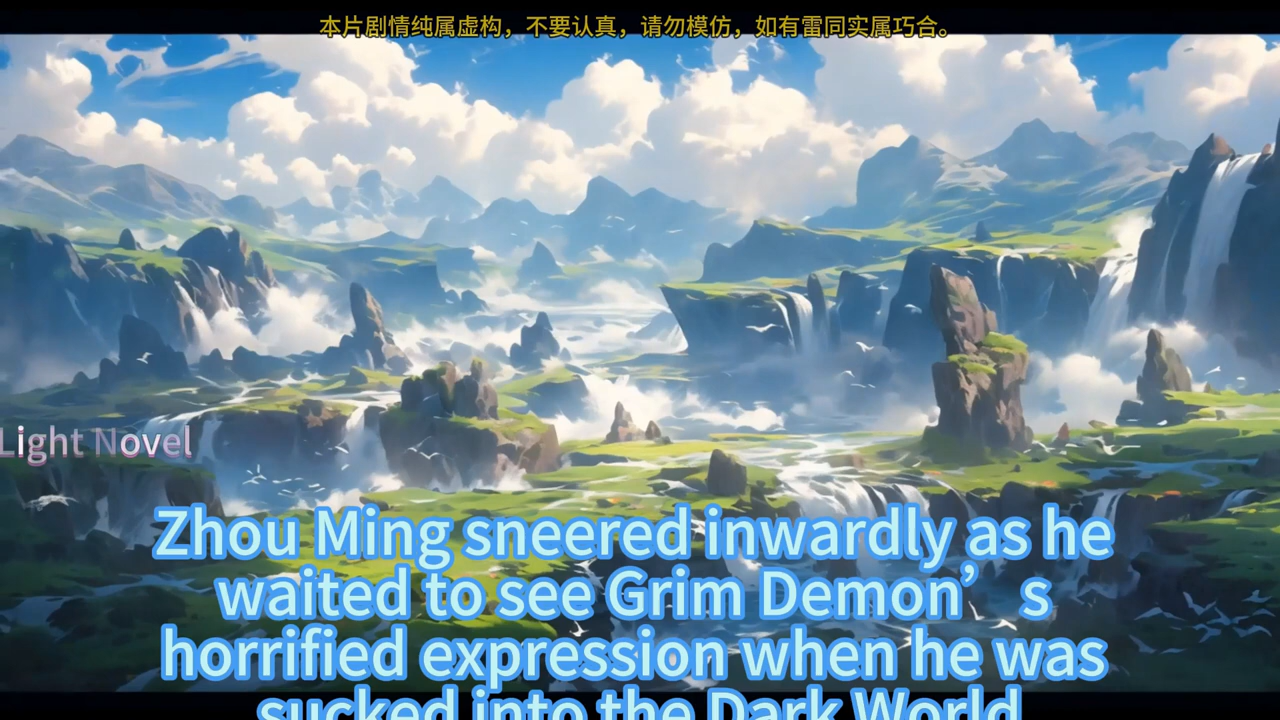 本片剧情纯属虚构，不要认真，请勿模仿，如有雷同实属巧合。
Light Novel
Zhou Ming sneered inwardly as he
waited to see Grim Demon’s
horrified expression when he was
sucked into the Dark World